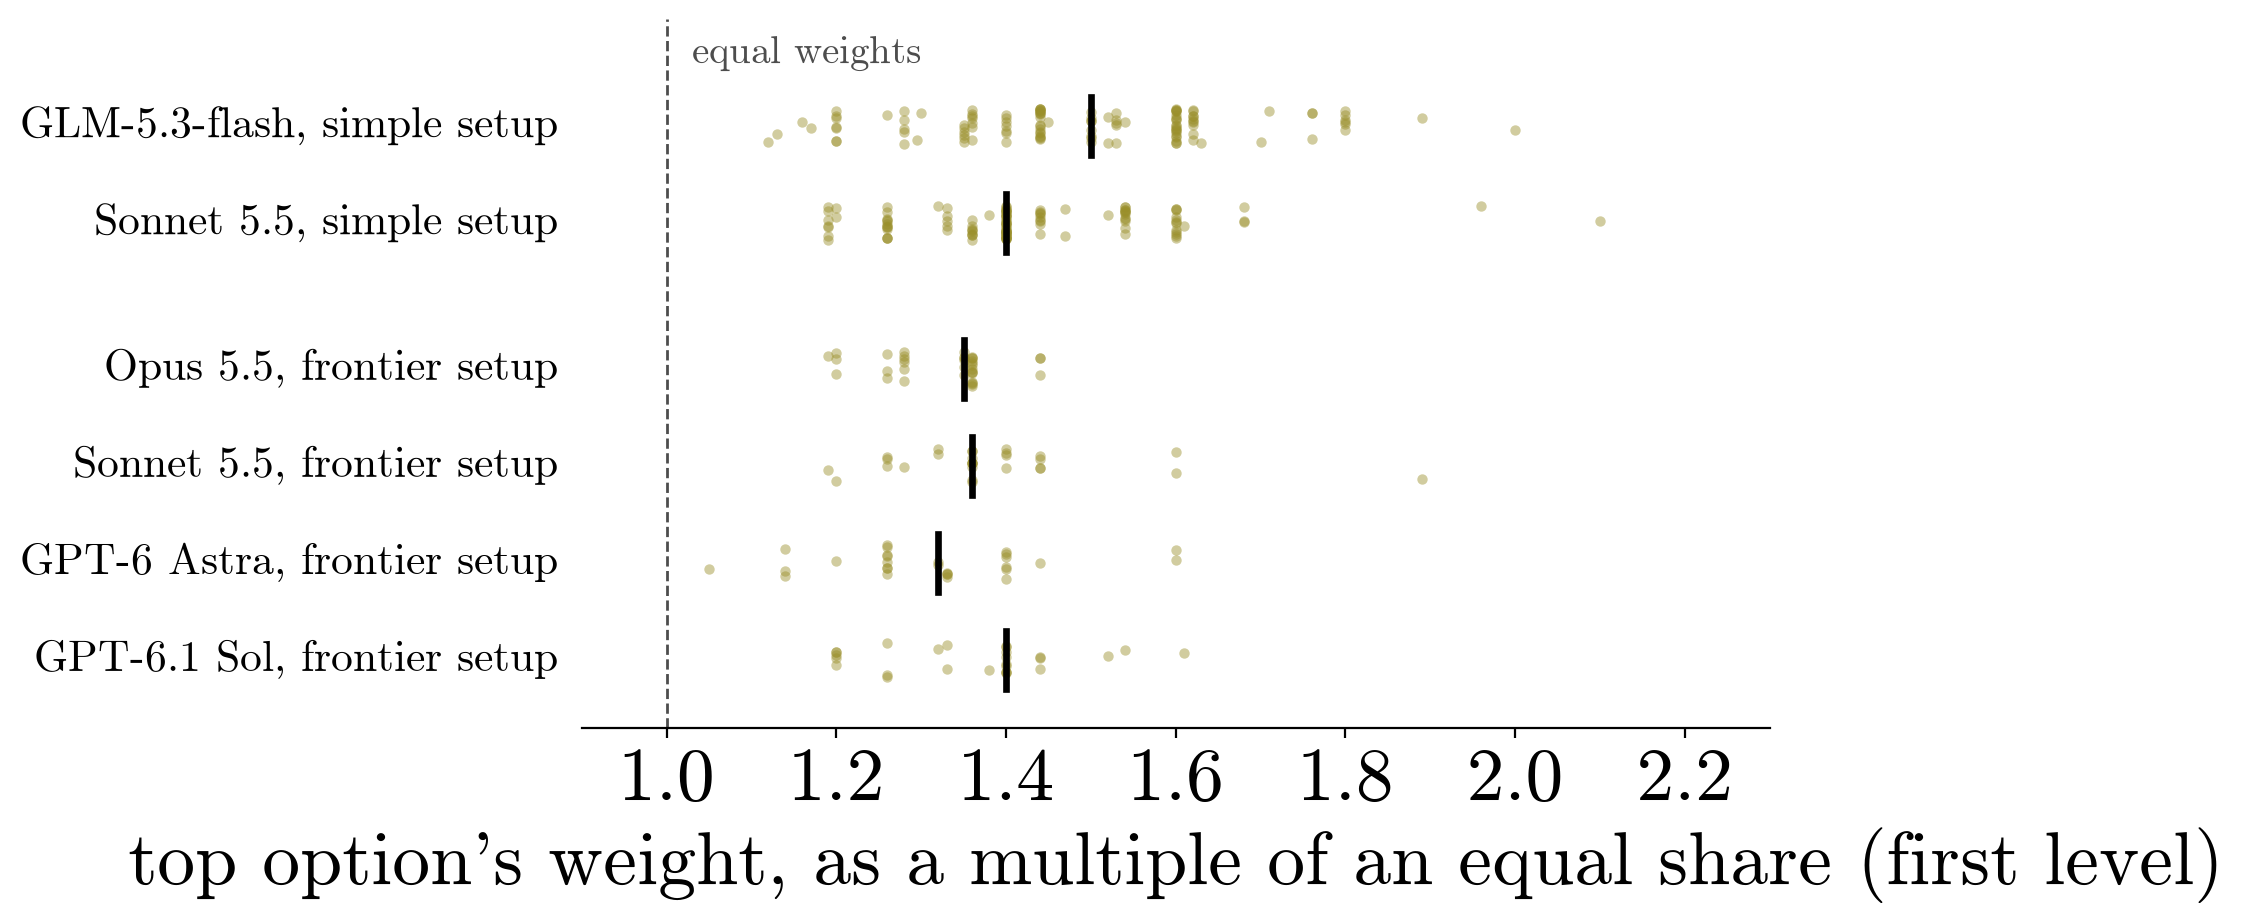 equal weights
GLM-5.3-flash, simple setup
Sonnet 5.5, simple setup
Opus 5.5, frontier setup
Sonnet 5.5, frontier setup
GPT-6 Astra, frontier setup
GPT-6.1 Sol, frontier setup
1.0 1.2 1.4 1.6 1.8 2.0 2.2
top option’s weight, as a multiple of an equal share (first level)